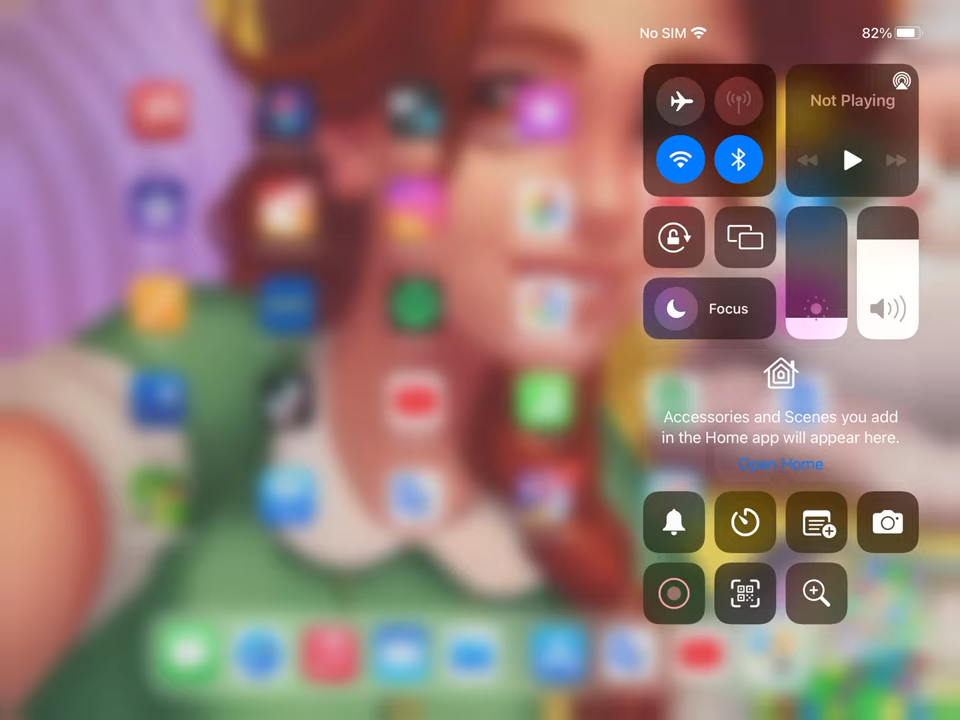 No SIM
82%
Not Playing
Focus
Accessories and Scenes you add
in the Home app will appear here.
Open Home